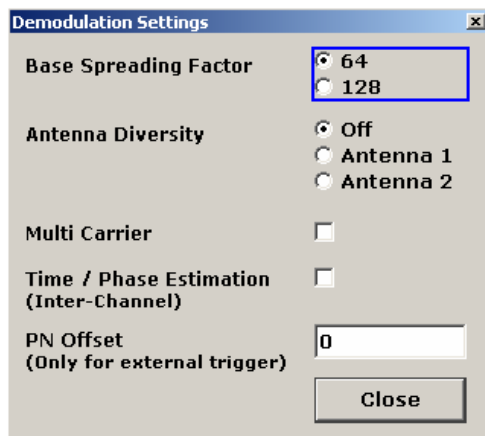 Demodulation Settings
Base Spreading Factor
64
128
Antenna Diversity
Off
Antenna 1
Antenna 2
Multi Carrier
Time / Phase Estimation
(Inter-Channel)
PN Offset
(Only for external trigger)
0
Close